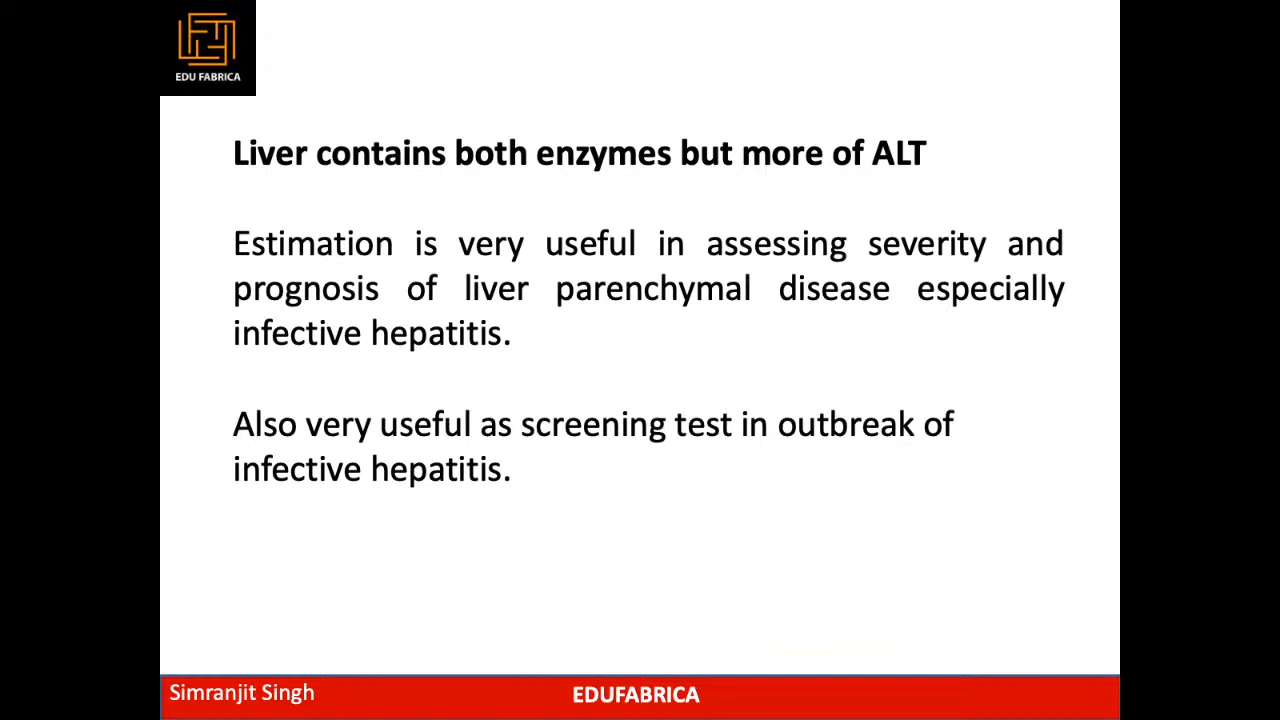 EDU FABRICA
Liver contains both enzymes but more of ALT
Estimation is very useful in assessing severity and
prognosis of liver parenchymal disease especially
infective hepatitis.
Also very useful as screening test in outbreak of
infective hepatitis.
Simranjit Singh
EDUFABRICA